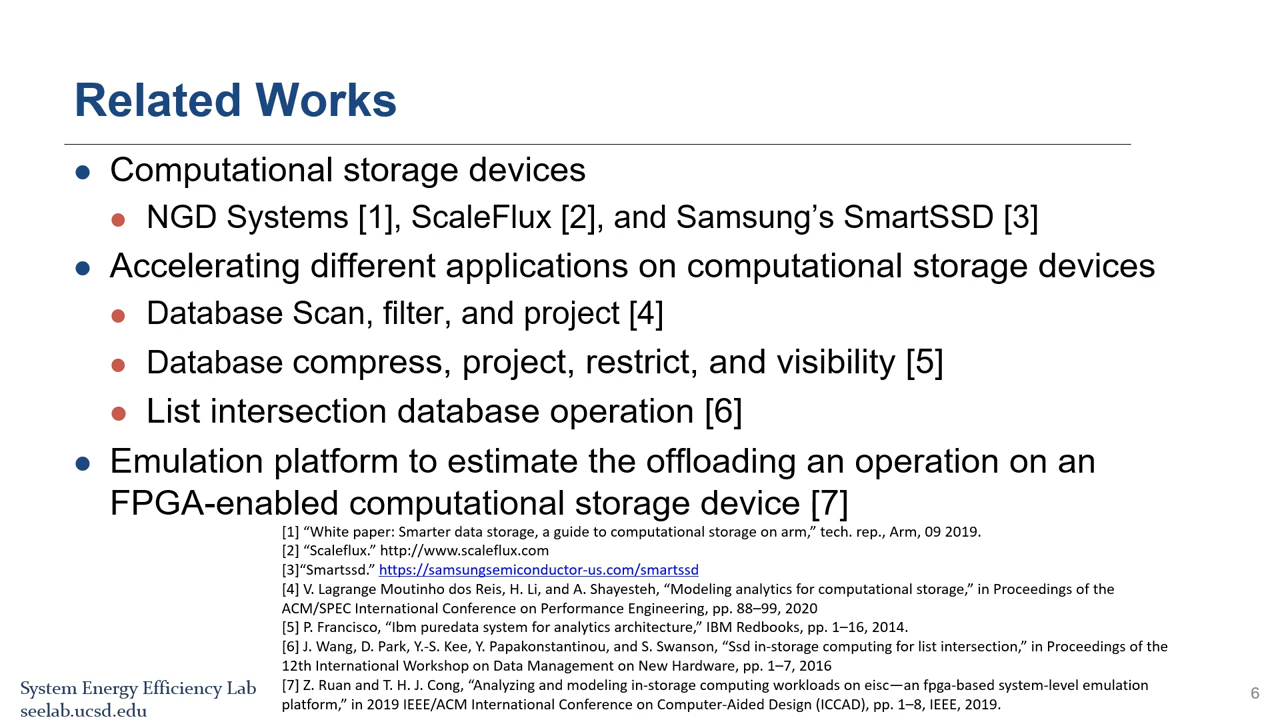 Related Works
● Computational storage devices
● NGD Systems [1], ScaleFlux [2], and Samsung’s SmartSSD [3]
● Accelerating different applications on computational storage devices
● Database Scan, filter, and project [4]
● Database compress, project, restrict, and visibility [5]
● List intersection database operation [6]
● Emulation platform to estimate the offloading an operation on an
FPGA-enabled computational storage device [7]
[1] “White paper: Smarter data storage, a guide to computational storage on arm,” tech. rep., Arm, 09 2019.
[2] “Scaleflux.” http://www.scaleflux.com
[3]“Smartssd.” https://samsungsemiconductor-us.com/smartssd
[4] V. Lagrange Moutinho dos Reis, H. Li, and A. Shayesteh, “Modeling analytics for computational storage,” in Proceedings of the
ACM/SPEC International Conference on Performance Engineering, pp. 88–99, 2020
[5] P. Francisco, “Ibm puredata system for analytics architecture,” IBM Redbooks, pp. 1–16, 2014.
[6] J. Wang, D. Park, Y.-S. Kee, Y. Papakonstantinou, and S. Swanson, “Ssd in-storage computing for list intersection,” in Proceedings of the
12th International Workshop on Data Management on New Hardware, pp. 1–7, 2016
[7] Z. Ruan and T. H. J. Cong, “Analyzing and modeling in-storage computing workloads on eisc—an fpga-based system-level emulation
platform,” in 2019 IEEE/ACM International Conference on Computer-Aided Design (ICCAD), pp. 1–8, IEEE, 2019.
System Energy Efficiency Lab
seelab.ucsd.edu
6